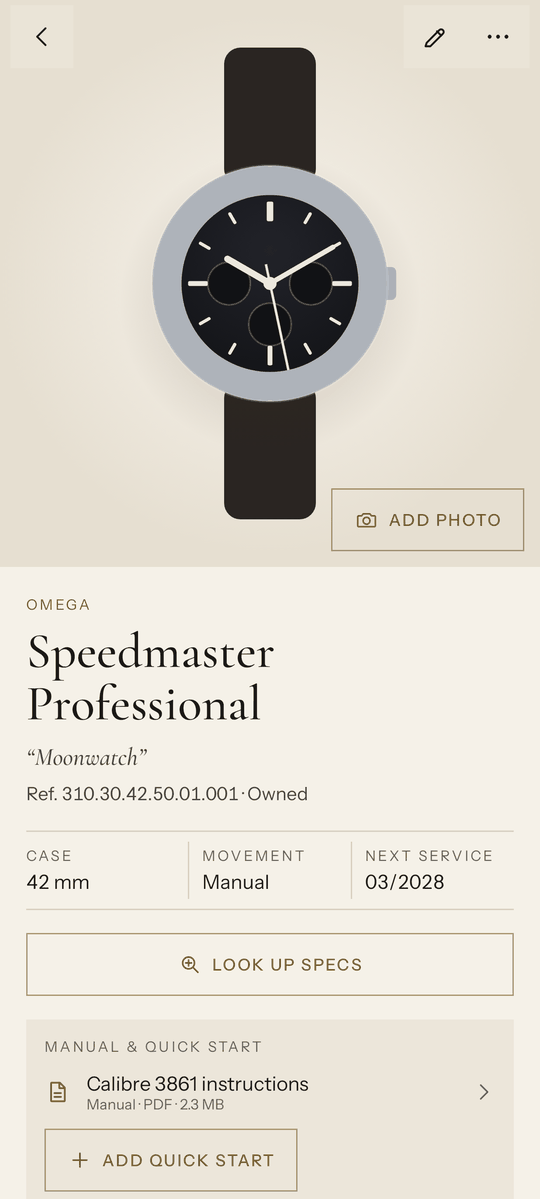 ADD PHOTO
OMEGA
Speedmaster
Professional
“Moonwatch”
Ref. 310.30.42.50.01.001 · Owned
CASE
42 mm
MOVEMENT
Manual
NEXT SERVICE
03/2028
LOOK UP SPECS
MANUAL & QUICK START
Calibre 3861 instructions
Manual · PDF · 2.3 MB
ADD QUICK START